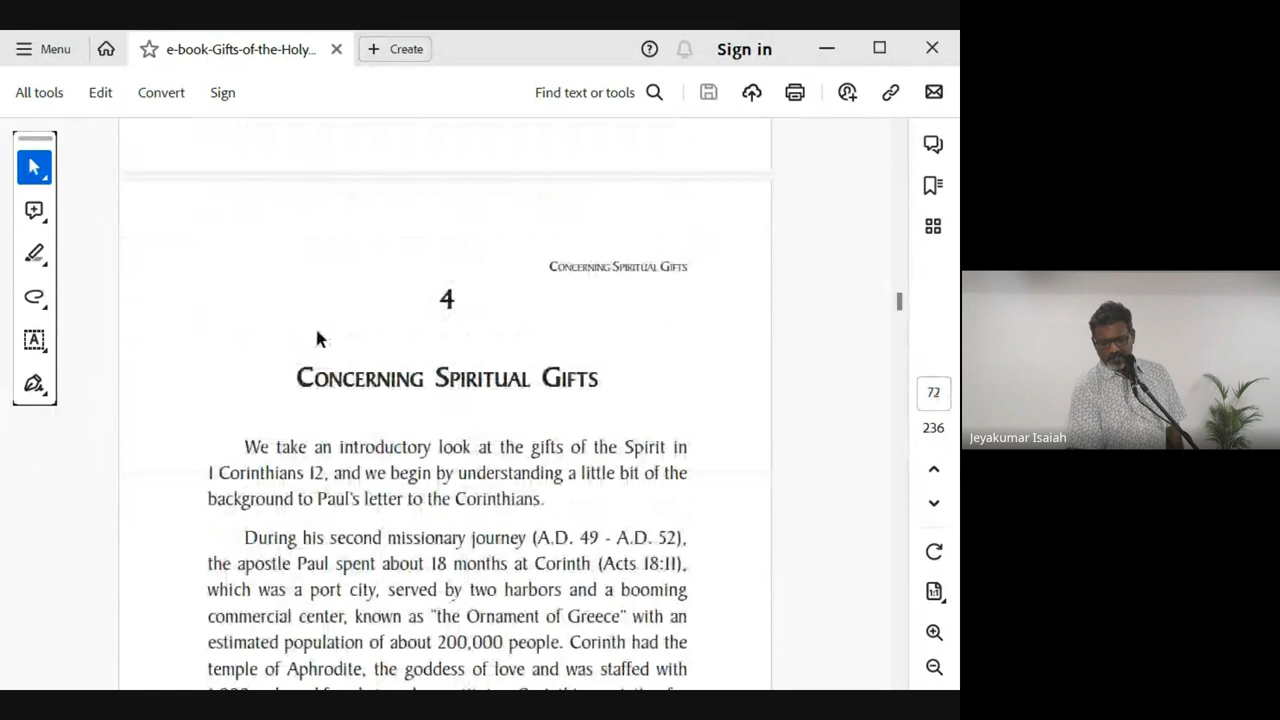 Menu
e-book-Gifts-of-the-Holy...
Create
Sign in
All tools
Edit
Convert
Sign
Find text or tools
CONCERNING SPIRITUAL GIFTS
4
CONCERNING SPIRITUAL GIFTS
We take an introductory look at the gifts of the Spirit in
1 Corinthians 12, and we begin by understanding a little bit of the
background to Paul's letter to the Corinthians.
During his second missionary journey (A.D. 49 - A.D. 52),
the apostle Paul spent about 18 months at Corinth (Acts 18:11),
which was a port city, served by two harbors and a booming
commercial center, known as "the Ornament of Greece" with an
estimated population of about 200,000 people. Corinth had the
temple of Aphrodite, the goddess of love and was staffed with
72
236
Jeyakumar Isaiah